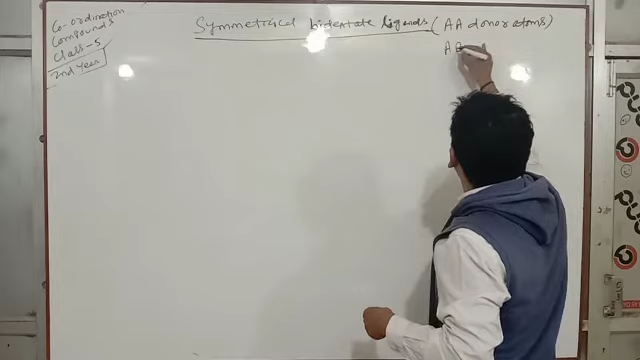 Co-ordination
Compounds
Class-5
2nd Year
Symmetrical bidentate ligands (AA donor atoms)
A